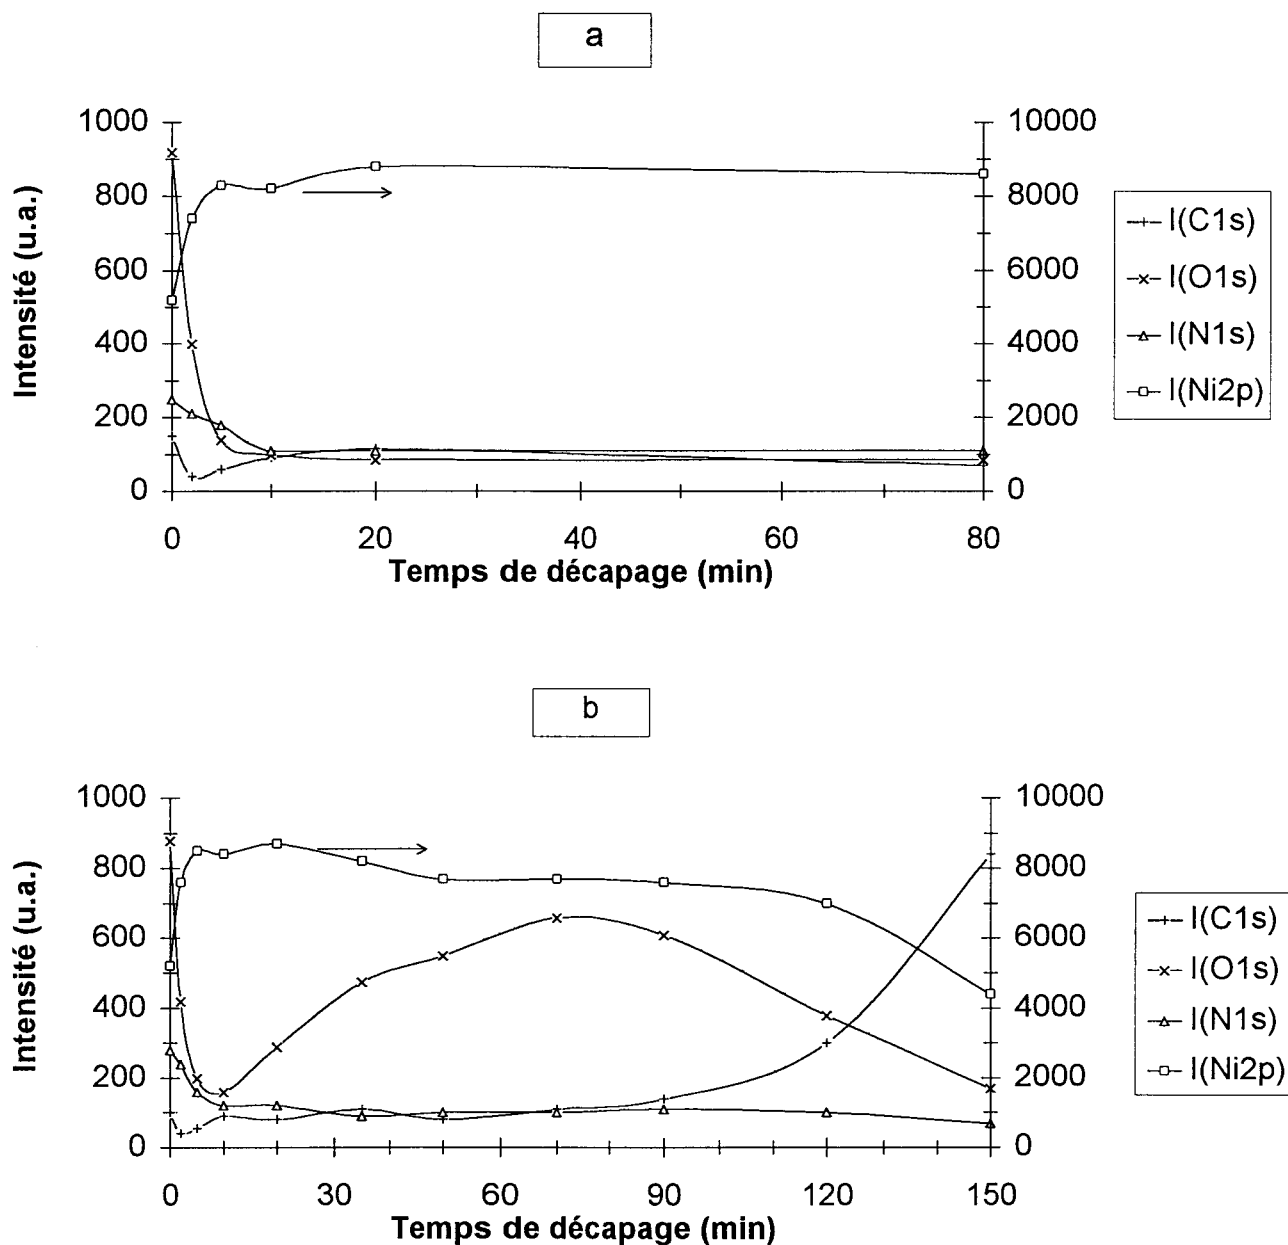 a
1000
800
600
400
200
0
Intensité (u.a.)
10000
8000
6000
4000
2000
0
0 20 40 60 80
Temps de décapage (min)
I(C1s)
I(O1s)
I(N1s)
I(Ni2p)
b
1000
800
600
400
200
0
Intensité (u.a.)
10000
8000
6000
4000
2000
0
0 30 60 90 120 150
Temps de décapage (min)
I(C1s)
I(O1s)
I(N1s)
I(Ni2p)